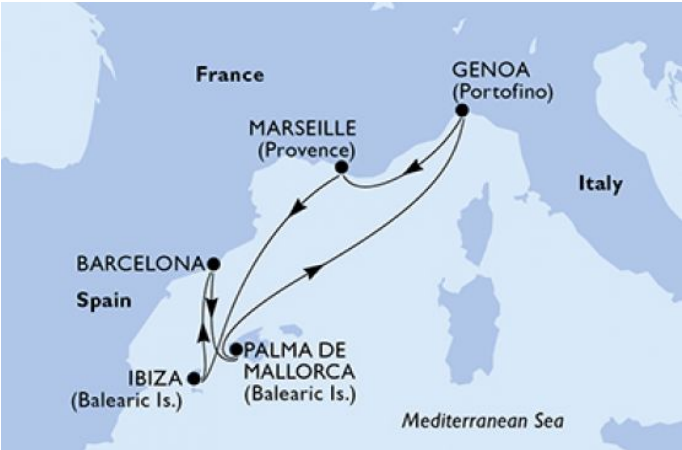 France
GENOA
(Portofino)
MARSEILLE
(Provence)
Italy
BARCELONA
Spain
PALMA DE
MALLORCA
(Balearic Is.)
IBIZA
(Balearic Is.)
Mediterranean Sea